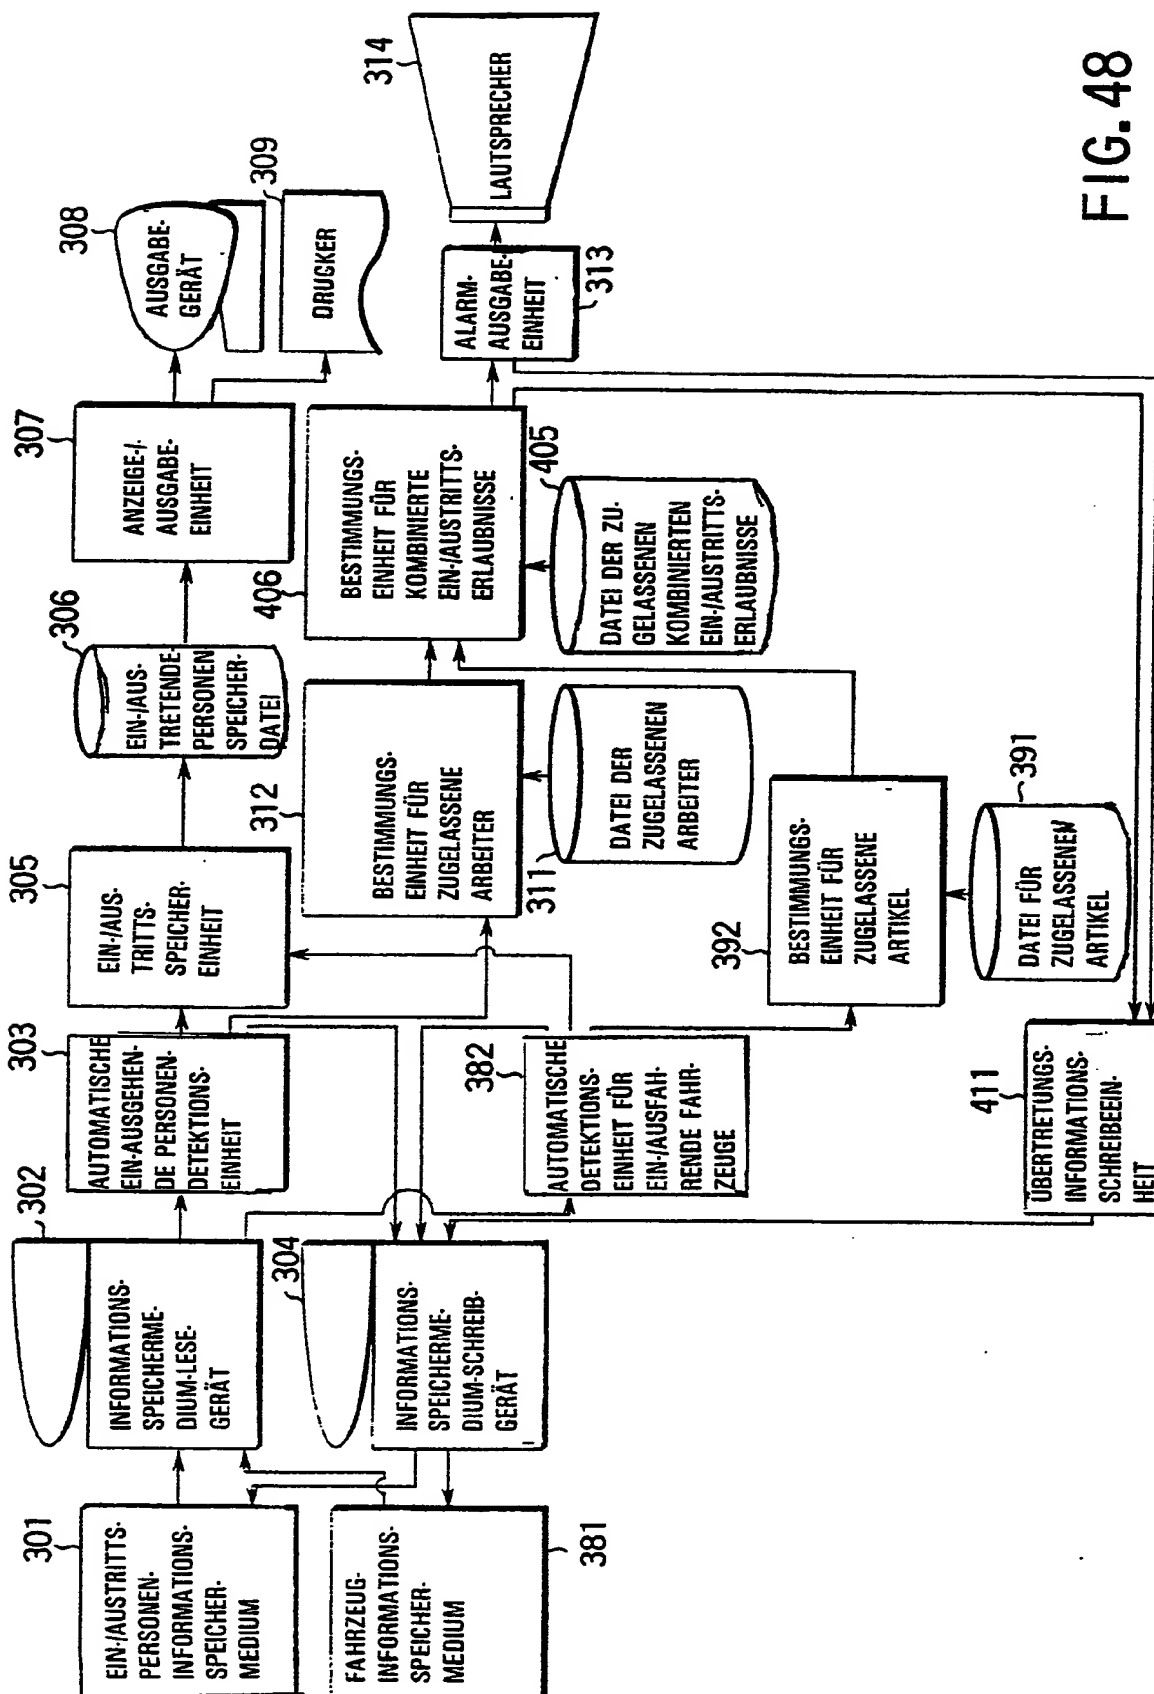 301
EIN-/AUSTRITTS-
PERSONEN-
INFORMATIONS-
SPEICHER-
MEDIUM
302
INFORMATIONS-
SPEICHERME-
DIUM-LESE-
GERÄT
303
AUTOMATISCHE
EIN-AUSGEHEN-
DE PERSONEN-
DETEKTIONS-
EINHEIT
305
EIN-/AUS-
TRITTS-
SPEICHER-
EINHEIT
306
EIN-/AUS-
TRETENDE-
PERSONEN
SPEICHER-
DATEI
307
ANZEIGE-/
AUSGABE-
EINHEIT
308
AUSGABE-
GERÄT
309
DRUCKER
FAHRZEUG-
INFORMATIONS-
SPEICHER-
MEDIUM
381
304
INFORMATIONS-
SPEICHERME-
DIUM-SCHREIB-
GERÄT
312
BESTIMMUNGS-
EINHEIT FÜR
ZUGELASSENE
ARBEITER
406
BESTIMMUNGS-
EINHEIT FÜR
KOMBINIERTE
EIN-/AUSTRITTS-
ERLAUBNISSE
ALARM-
AUSGABE-
EINHEIT
313
314
LAUTSPRECHER
382
AUTOMATISCHE
DETEKTIONS-
EINHEIT FÜR
EIN-/AUSFAH-
RENDE FAHR-
ZEUGE
311
DATEI DER
ZUGELASSENEN
ARBEITER
405
DATEI DER ZU-
GELASSENEN
KOMBINIERTEN
EIN-/AUSTRITTS-
ERLAUBNISSE
392
BESTIMMUNGS-
EINHEIT FÜR
ZUGELASSENE
ARTIKEL
391
DATEI FÜR
ZUGELASSENEN
ARTIKEL
411
ÜBERTRETUNGS-
INFORMATIONS-
SCHREIBEEIN-
HEIT
FIG. 48